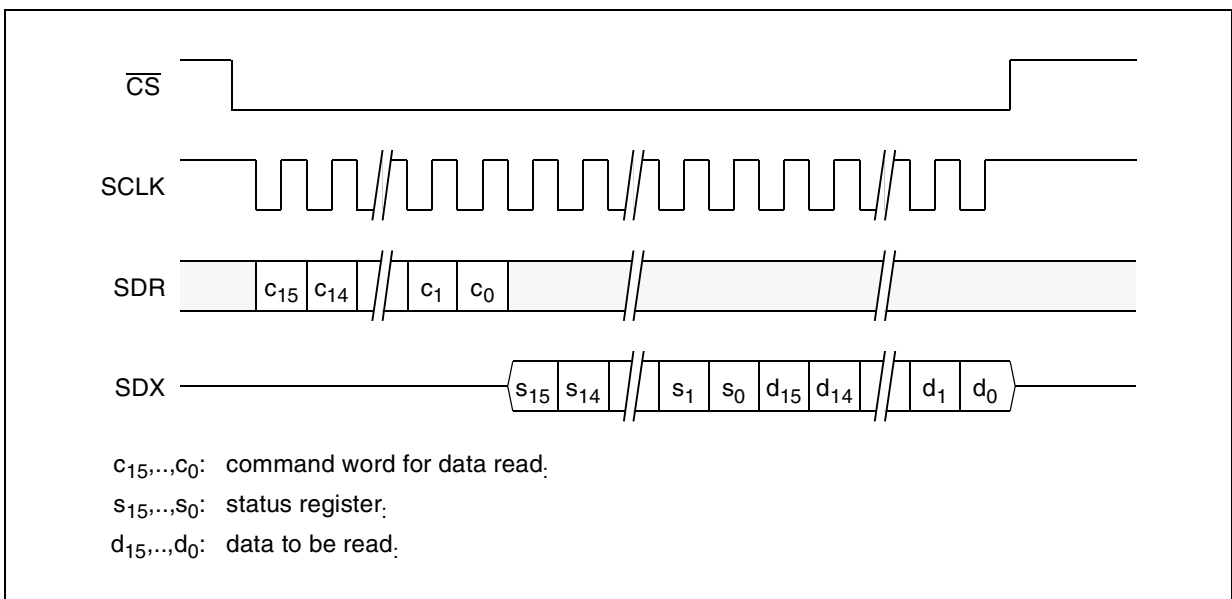 C̅S̅
SCLK
SDR c₁₅ c₁₄ c₁ c₀
SDX s₁₅ s₁₄ s₁ s₀ d₁₅ d₁₄ d₁ d₀
c₁₅,..,c₀: command word for data read:
s₁₅,..,s₀: status register:
d₁₅,..,d₀: data to be read: